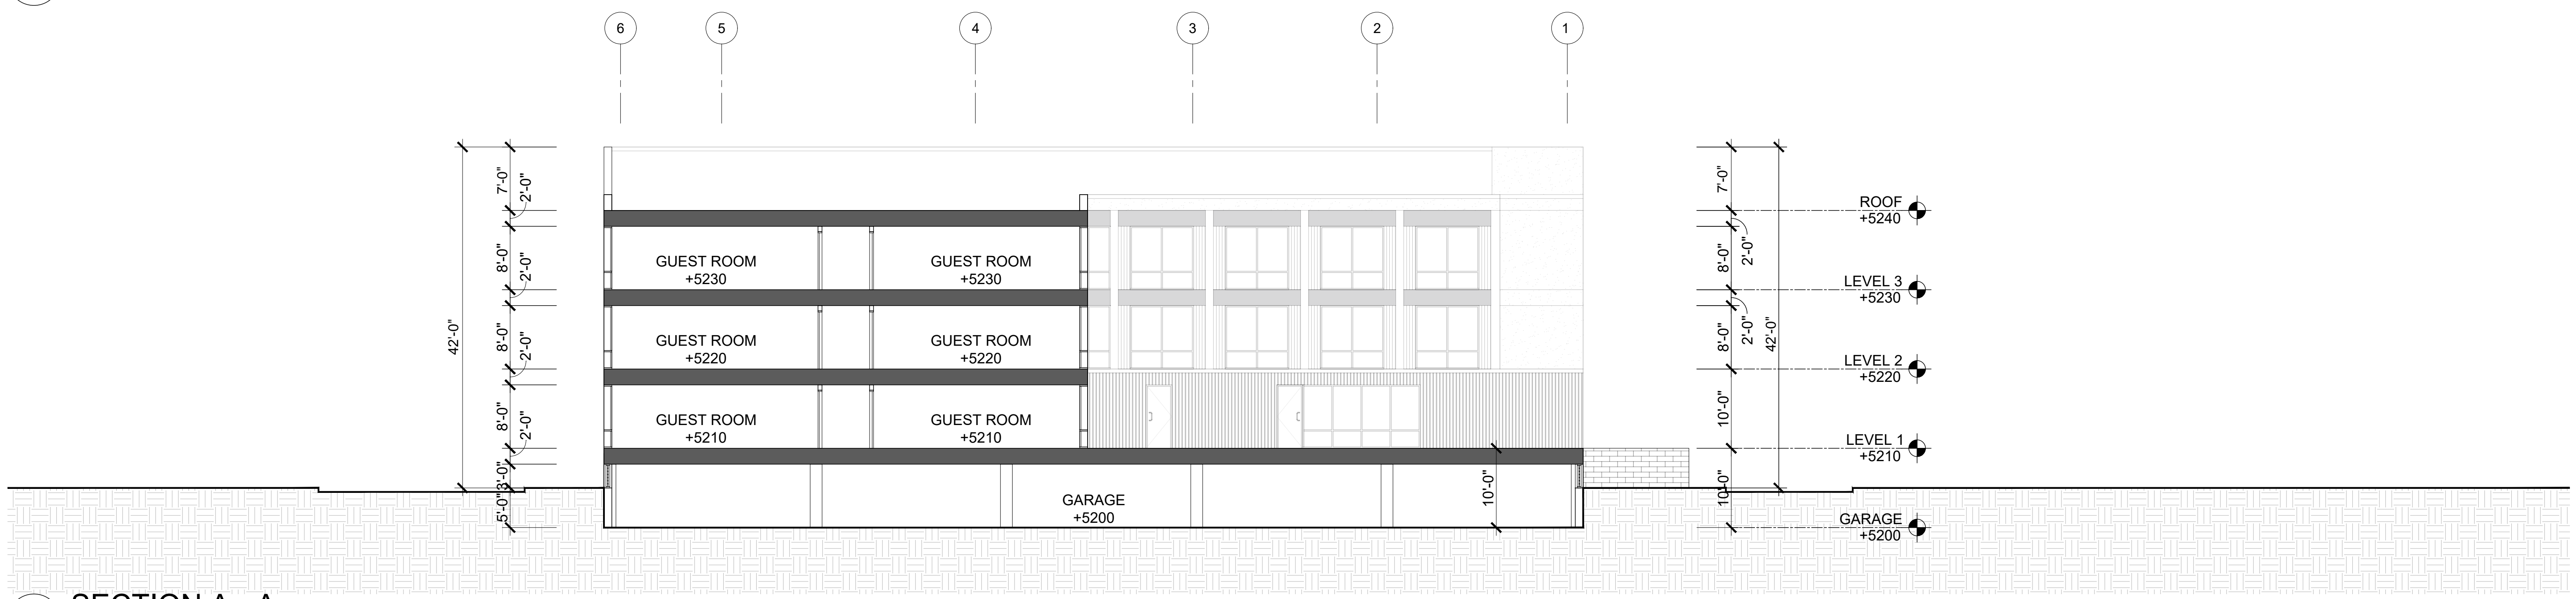 6
5
4
3
2
1
7'-0"
2'-0"
8'-0"
2'-0"
8'-0"
2'-0"
8'-0"
2'-0"
3'-0"
5'-0"
42'-0"
GUEST ROOM
+5230
GUEST ROOM
+5230
GUEST ROOM
+5220
GUEST ROOM
+5220
GUEST ROOM
+5210
GUEST ROOM
+5210
GARAGE
+5200
10'-0"
7'-0"
2'-0"
8'-0"
2'-0"
8'-0"
10'-0"
10'-0"
42'-0"
ROOF
+5240
LEVEL 3
+5230
LEVEL 2
+5220
LEVEL 1
+5210
GARAGE
+5200
SECTION A - A